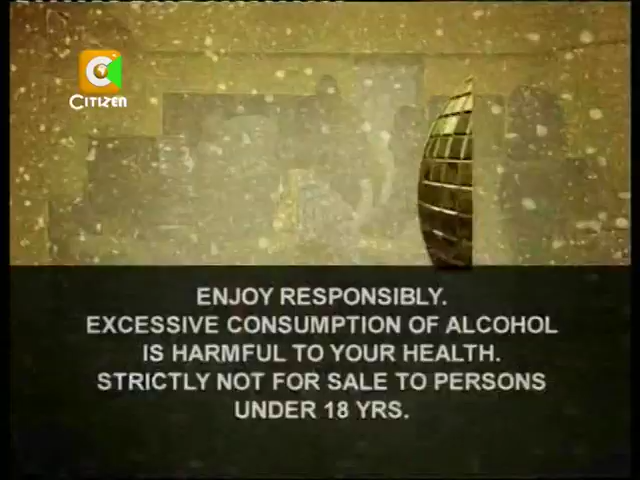 CITIZEN
ENJOY RESPONSIBLY.
EXCESSIVE CONSUMPTION OF ALCOHOL
IS HARMFUL TO YOUR HEALTH.
STRICTLY NOT FOR SALE TO PERSONS
UNDER 18 YRS.